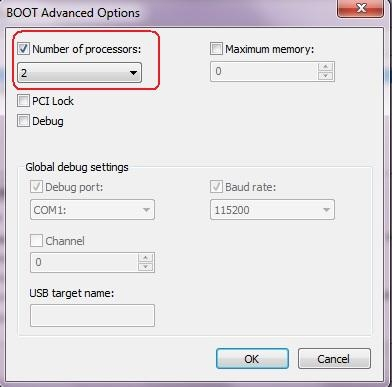 BOOT Advanced Options
Number of processors:
Maximum memory:
2
0
PCI Lock
Debug
Global debug settings
Debug port:
Baud rate:
COM1:
115200
Channel
0
USB target name:
OK
Cancel